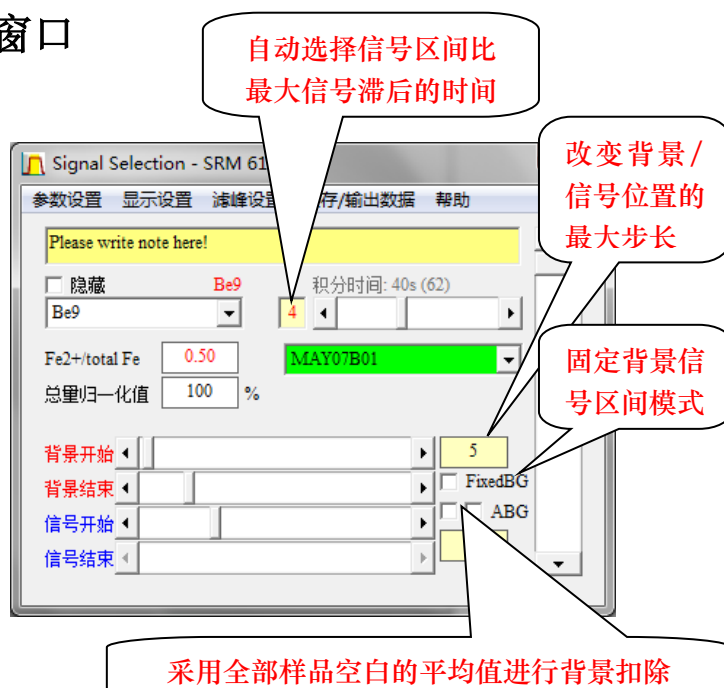 窗口
自动选择信号区间比
最大信号滞后的时间
改变背景/
信号位置的
最大步长
Signal Selection - SRM 61
参数设置 显示设置 滤峰设置 存/输出数据 帮助
Please write note here!
隐藏 Be9 积分时间: 40s (62)
Be9 4
Fe2+/total Fe 0.50 MAY07B01
总量归一化值 100 %
固定背景信
号区间模式
背景开始 5
背景结束 FixedBG
信号开始 ABG
信号结束
采用全部样品空白的平均值进行背景扣除